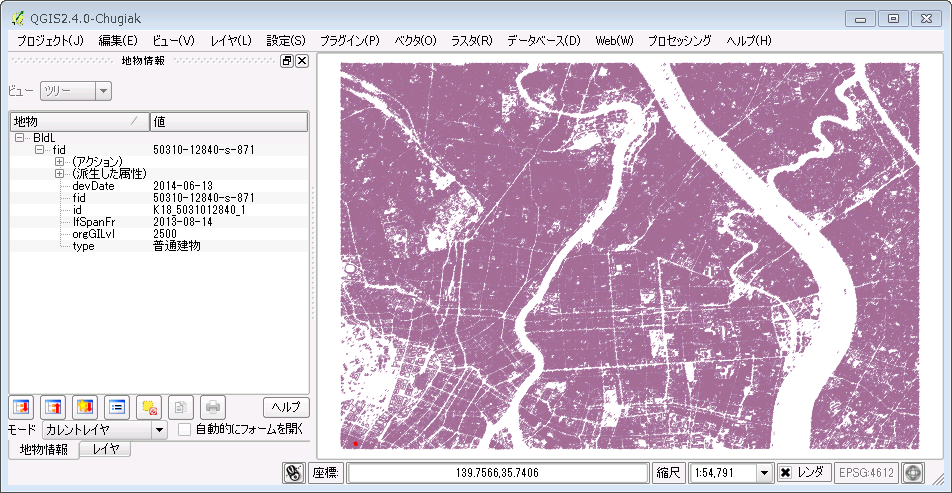 QGIS2.4.0-Chugiak
プロジェクト(J) 編集(E) ビュー(V) レイヤ(L) 設定(S) プラグイン(P) ベクタ(O) ラスタ(R) データベース(D) Web(W) プロセッシング ヘルプ(H)
地物情報
ビュー ツリー
地物 値
BldL
fid 50310-12840-s-871
(アクション)
(派生した属性)
devDate 2014-06-13
fid 50310-12840-s-871
id K18_5031012840_1
lfSpanFr 2013-08-14
orgGILvl 2500
type 普通建物
ヘルプ
モード カレントレイヤ 自動的にフォームを開く
地物情報 レイヤ
座標: 139.7566,35.7406 縮尺 1:54,791 レンダ EPSG:4612